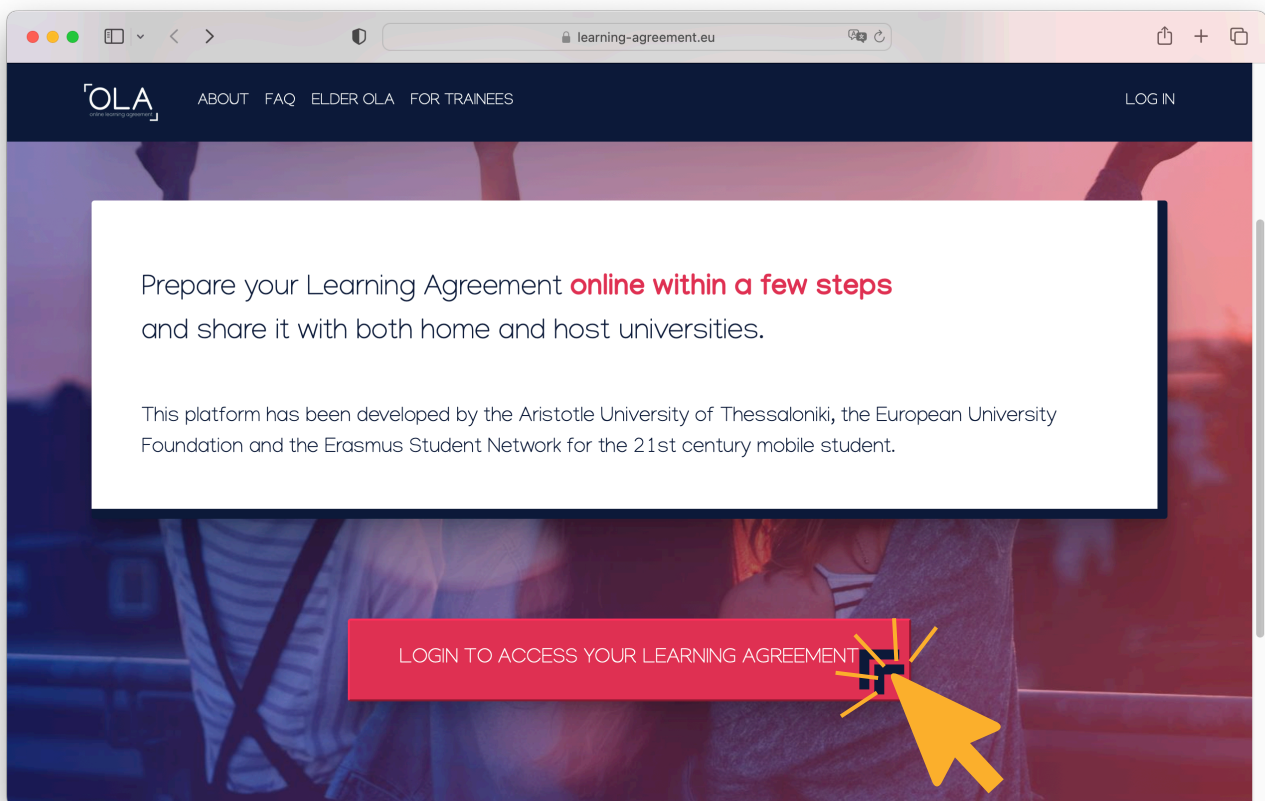 learning-agreement.eu
OLA
online learning agreement
ABOUT FAQ ELDER OLA FOR TRAINEES LOG IN
Prepare your Learning Agreement online within a few steps
and share it with both home and host universities.
This platform has been developed by the Aristotle University of Thessaloniki, the European University
Foundation and the Erasmus Student Network for the 21st century mobile student.
LOGIN TO ACCESS YOUR LEARNING AGREEMENT